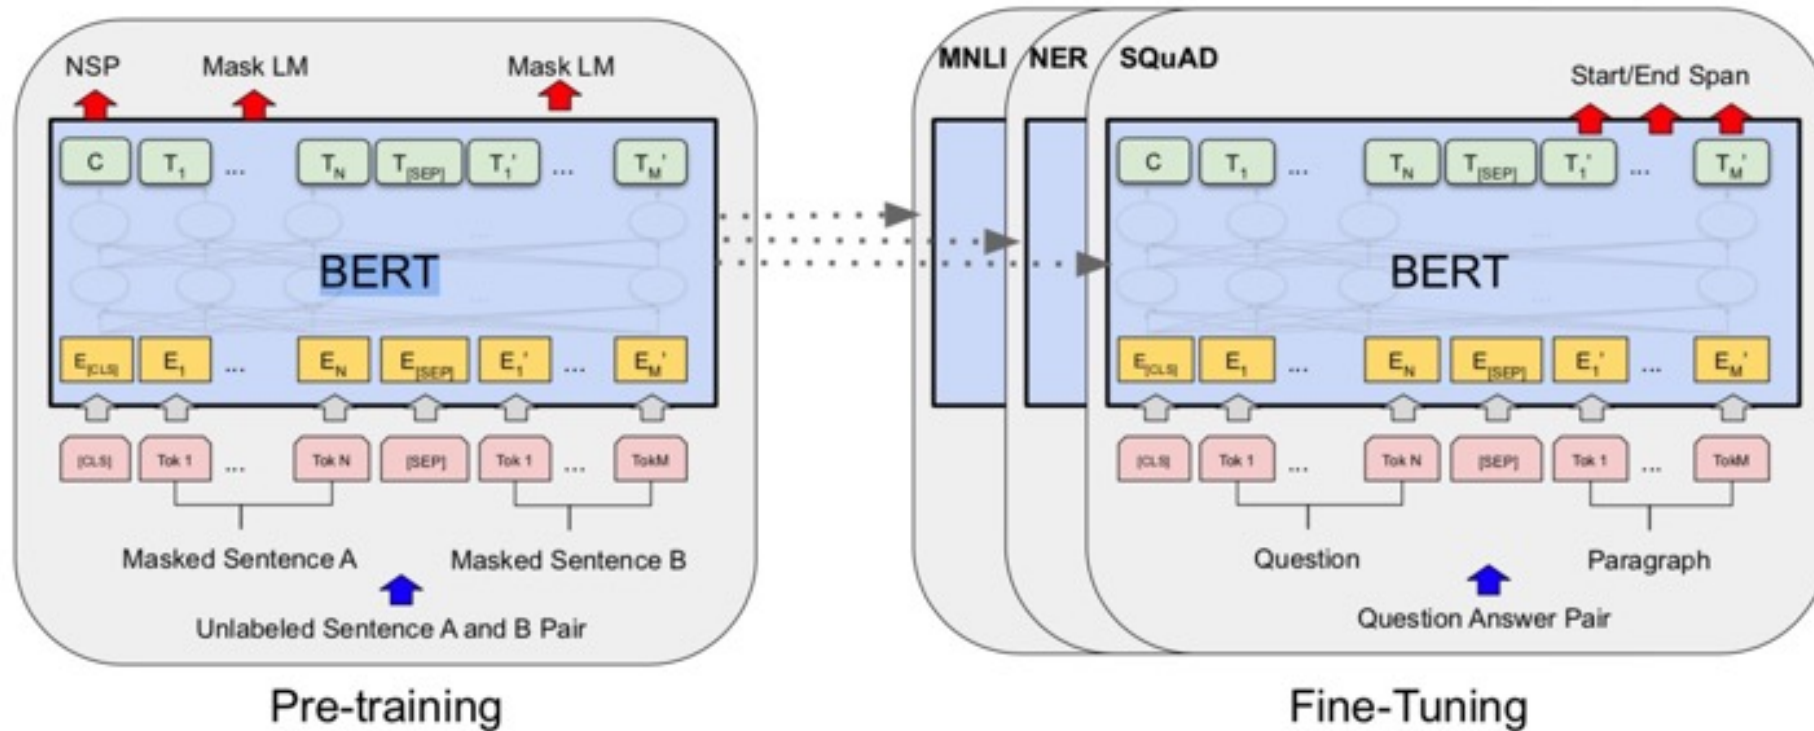 NSP Mask LM Mask LM
C T1 ... TN T[SEP] T1' ... TM'
BERT
E[CLS] E1 ... EN E[SEP] E1' ... EM'
[CLS] Tok 1 ... Tok N [SEP] Tok 1 ... TokM
Masked Sentence A Masked Sentence B
Unlabeled Sentence A and B Pair
Pre-training
MNLI NER SQuAD
Start/End Span
C T1 ... TN T[SEP] T1' ... TM'
BERT
E[CLS] E1 ... EN E[SEP] E1' ... EM'
[CLS] Tok 1 ... Tok N [SEP] Tok 1 ... TokM
Question Paragraph
Question Answer Pair
Fine-Tuning